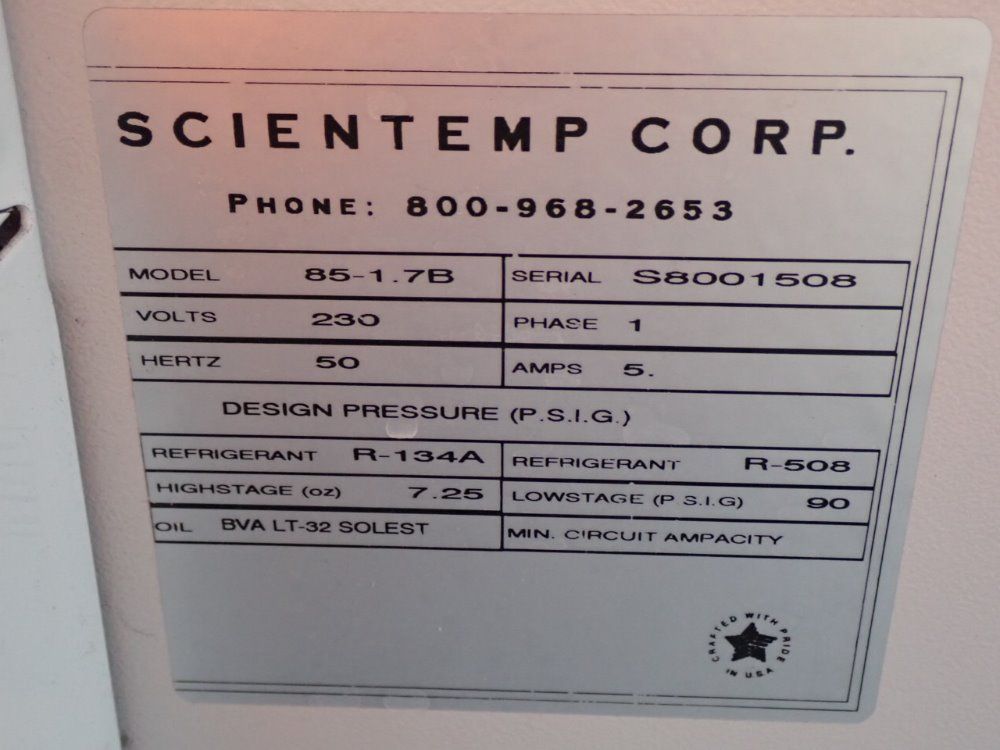 SCIENTEMP CORP.
PHONE: 800-968-2653
MODEL 85-1.7B SERIAL S8001508
VOLTS 230 PHASE 1
HERTZ 50 AMPS 5.
DESIGN PRESSURE (P.S.I.G.)
REFRIGERANT R-134A REFRIGERANT R-508
HIGHSTAGE (oz) 7.25 LOWSTAGE (P S.I.G) 90
OIL BVA LT-32 SOLEST MIN. CIRCUIT AMPACITY
CRAFTED WITH PRIDE
IN U.S.A